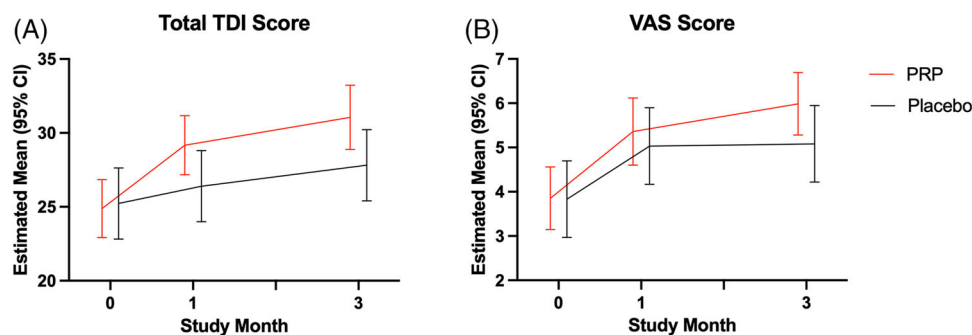 (A) Total TDI Score
Estimated Mean (95% CI)
35
30
25
20
0 1 3
Study Month
(B) VAS Score
Estimated Mean (95% CI)
7
6
5
4
3
2
0 1 3
Study Month
PRP
Placebo